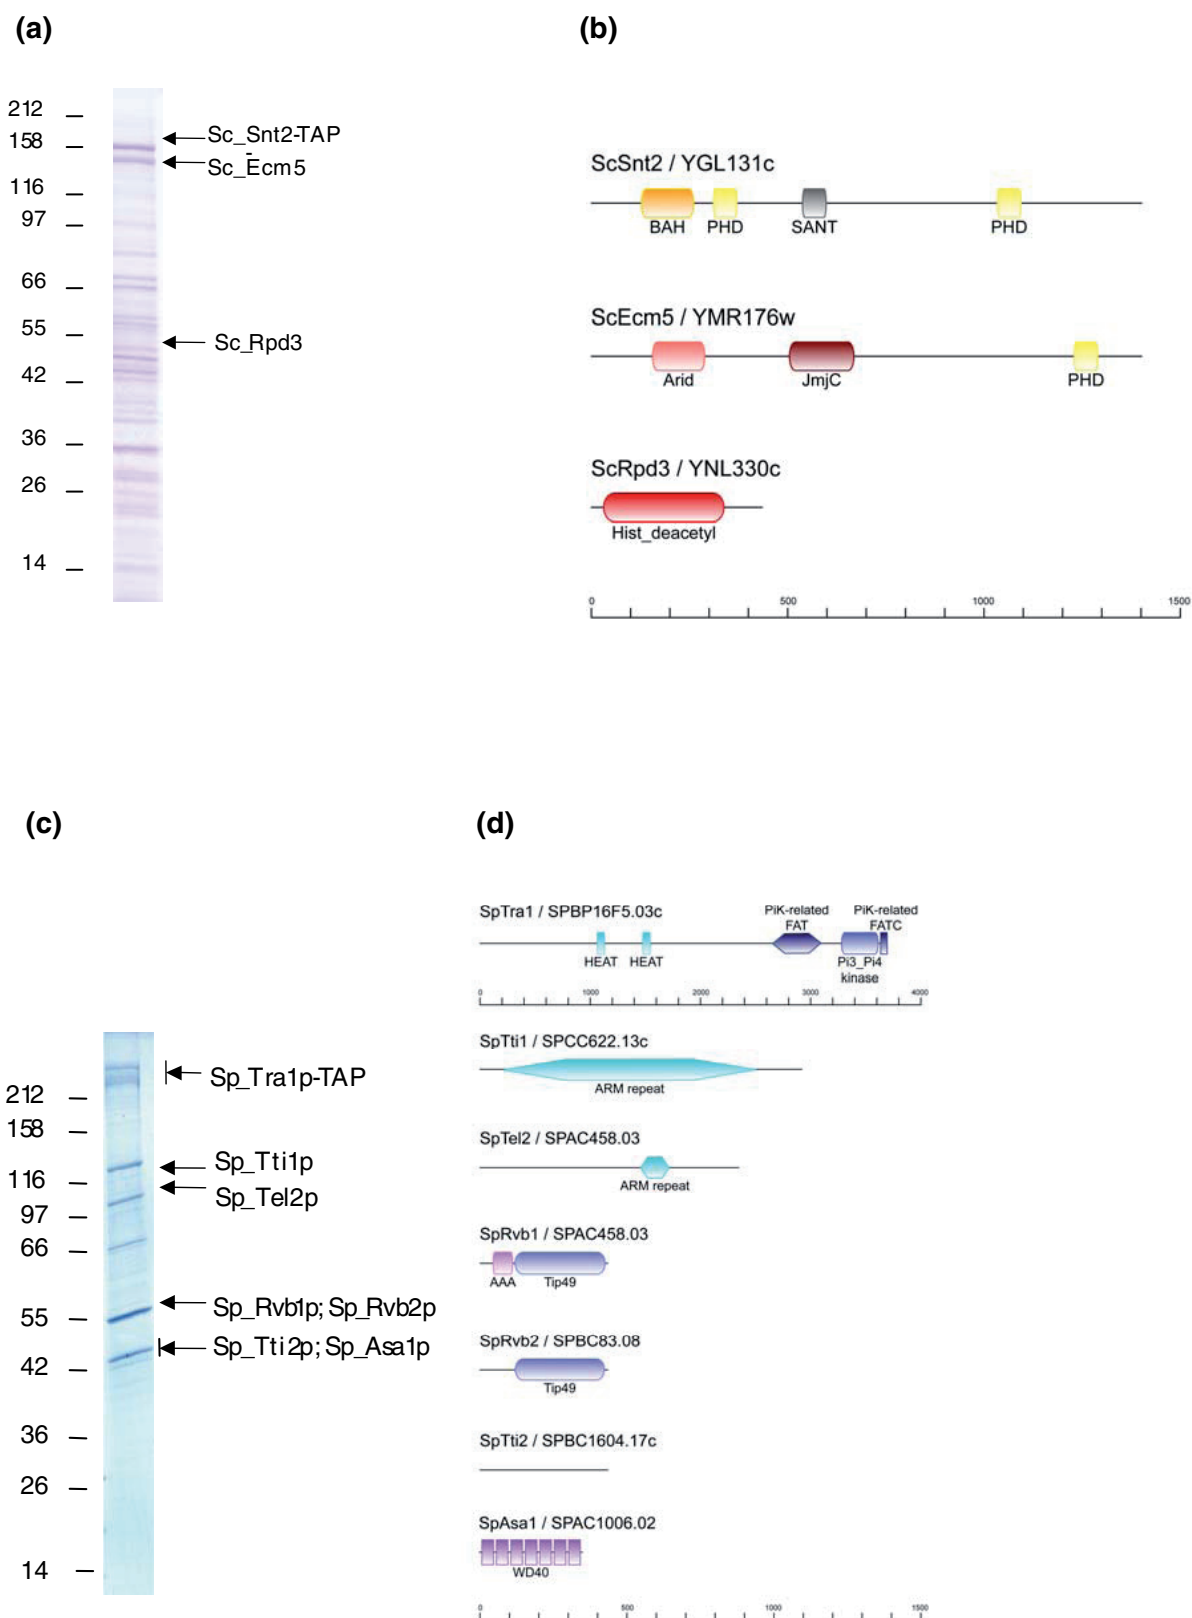 (a)
212
158
116
97
66
55
42
36
26
14
Sc_Snt2-TAP
Sc_Ecm5
Sc_Rpd3
(b)
ScSnt2 / YGL131c
BAH PHD SANT PHD
ScEcm5 / YMR176w
Arid JmjC PHD
ScRpd3 / YNL330c
Hist_deacetyl
0 500 1000 1500
(c)
212
158
116
97
66
55
42
36
26
14
Sp_Tra1p-TAP
Sp_Tti1p
Sp_Tel2p
Sp_Rvb1p; Sp_Rvb2p
Sp_Tti2p; Sp_Asa1p
(d)
SpTra1 / SPBP16F5.03c
PiK-related PiK-related
FAT FATC
HEAT HEAT Pi3_Pi4
kinase
0 1000 2000 3000 4000
SpTti1 / SPCC622.13c
ARM repeat
SpTel2 / SPAC458.03
ARM repeat
SpRvb1 / SPAC458.03
AAA Tip49
SpRvb2 / SPBC83.08
Tip49
SpTti2 / SPBC1604.17c
SpAsa1 / SPAC1006.02
WD40
0 500 1000 1500